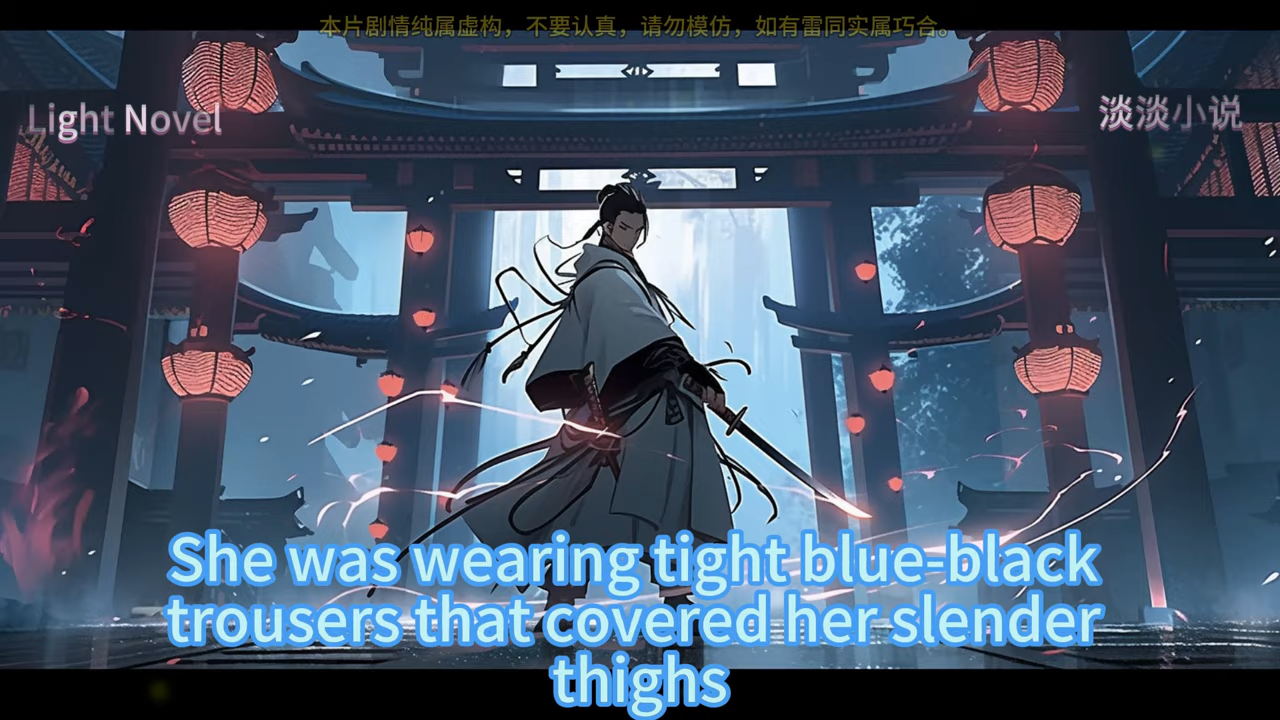 本片剧情纯属虚构，不要认真，请勿模仿，如有雷同实属巧合。
Light Novel
淡淡小说
She was wearing tight blue-black
trousers that covered her slender
thighs